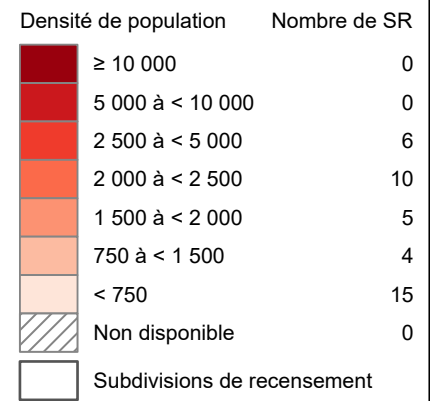 Densité de population Nombre de SR
≥ 10 000 0
5 000 à < 10 000 0
2 500 à < 5 000 6
2 000 à < 2 500 10
1 500 à < 2 000 5
750 à < 1 500 4
< 750 15
Non disponible 0
Subdivisions de recensement